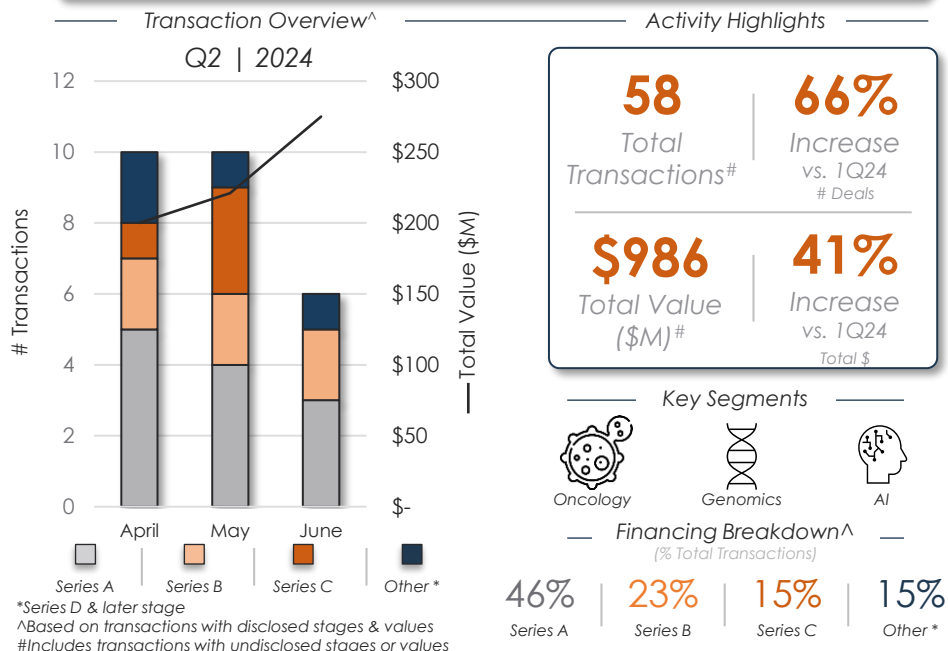 Transaction Overview^
Q2 | 2024
12
10
8
6
4
2
0
# Transactions
$300
$250
$200
$150
$100
$50
$-
Total Value ($M)
April
May
June
Series A
Series B
Series C
Other *
*Series D & later stage
^Based on transactions with disclosed stages & values
#Includes transactions with undisclosed stages or values
Activity Highlights
58
Total
Transactions#
66%
Increase
vs. 1Q24
# Deals
$986
Total Value
($M)#
41%
Increase
vs. 1Q24
Total $
Key Segments
Oncology
Genomics
AI
Financing Breakdown^
(% Total Transactions)
46%
23%
15%
15%
Series A
Series B
Series C
Other *